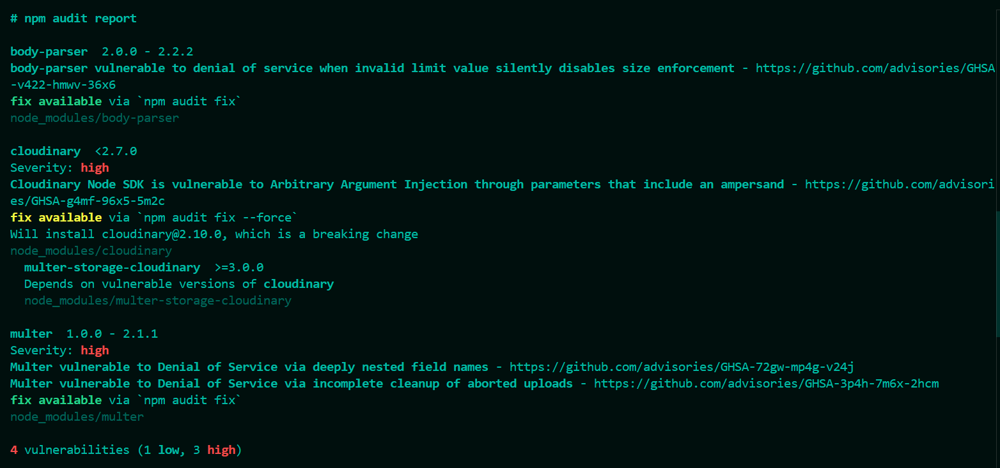 # npm audit report
body-parser  2.0.0 - 2.2.2
body-parser vulnerable to denial of service when invalid limit value silently disables size enforcement - https://github.com/advisories/GHSA
-v422-hmwv-36x6
fix available via `npm audit fix`
node_modules/body-parser
cloudinary  <2.7.0
Severity: high
Cloudinary Node SDK is vulnerable to Arbitrary Argument Injection through parameters that include an ampersand - https://github.com/advisori
es/GHSA-g4mf-96x5-5m2c
fix available via `npm audit fix --force`
Will install cloudinary@2.10.0, which is a breaking change
node_modules/cloudinary
  multer-storage-cloudinary  >=3.0.0
  Depends on vulnerable versions of cloudinary
  node_modules/multer-storage-cloudinary
multer  1.0.0 - 2.1.1
Severity: high
Multer vulnerable to Denial of Service via deeply nested field names - https://github.com/advisories/GHSA-72gw-mp4g-v24j
Multer vulnerable to Denial of Service via incomplete cleanup of aborted uploads - https://github.com/advisories/GHSA-3p4h-7m6x-2hcm
fix available via `npm audit fix`
node_modules/multer
4 vulnerabilities (1 low, 3 high)